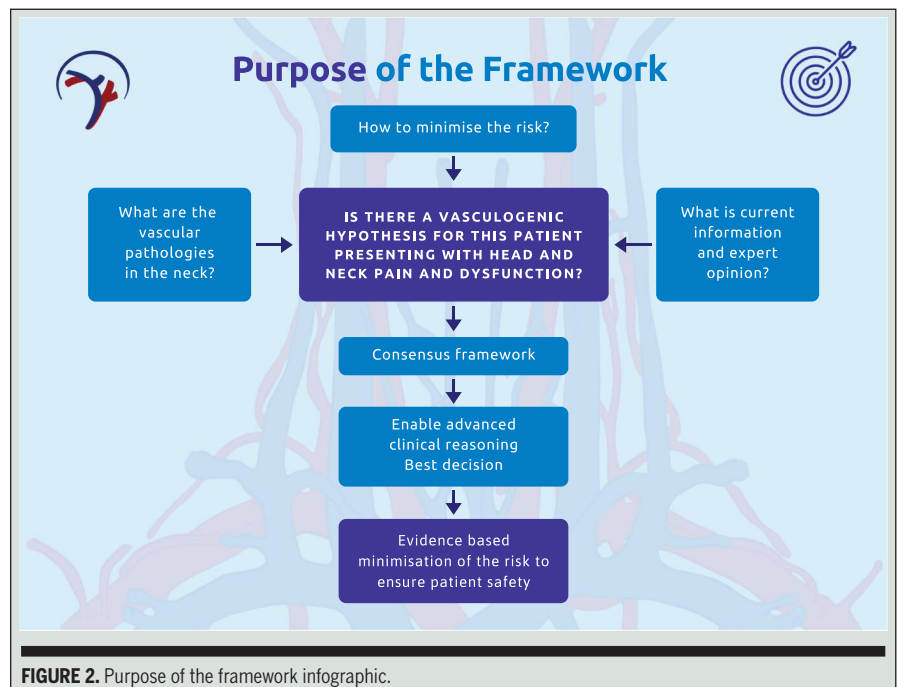 Purpose of the Framework
How to minimise the risk?
What are the
vascular
pathologies
in the neck?
IS THERE A VASCULOGENIC
HYPOTHESIS FOR THIS PATIENT
PRESENTING WITH HEAD AND
NECK PAIN AND DYSFUNCTION?
What is current
information
and expert
opinion?
Consensus framework
Enable advanced
clinical reasoning
Best decision
Evidence based
minimisation of the risk to
ensure patient safety
FIGURE 2. Purpose of the framework infographic.